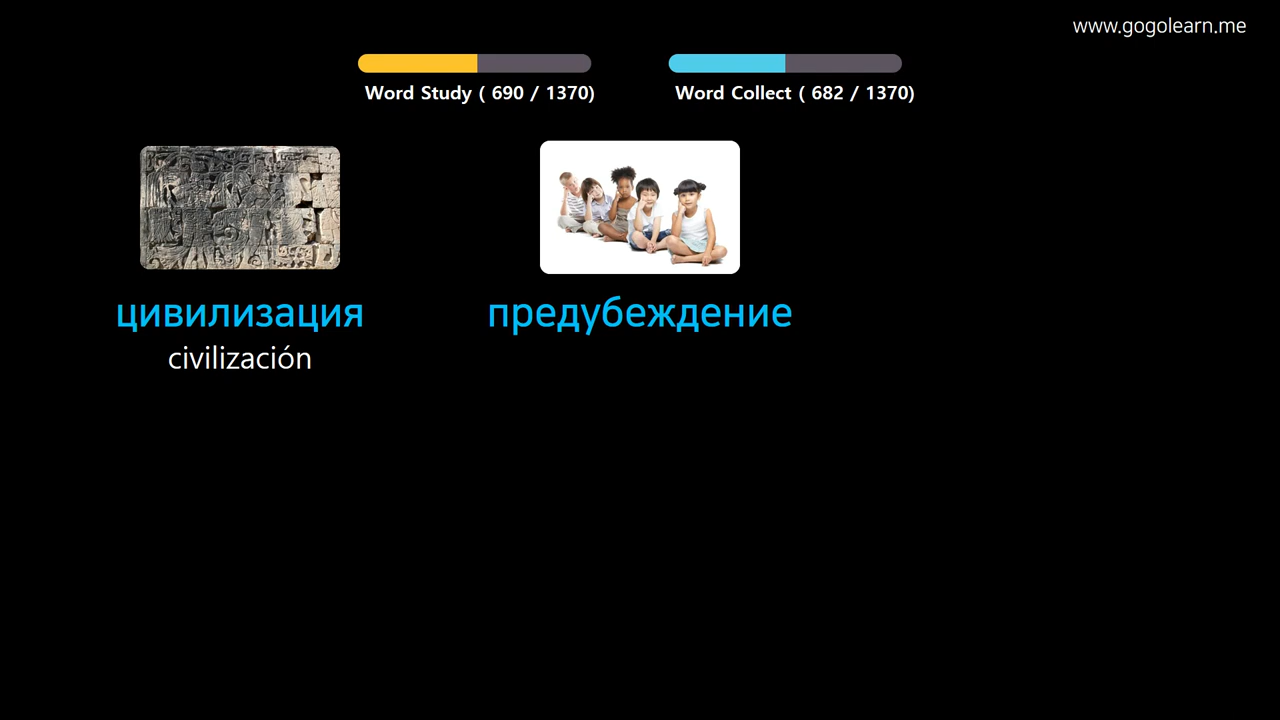 www.gogolearn.me
Word Study ( 690 / 1370)
Word Collect ( 682 / 1370)
цивилизация
civilización
предубеждение